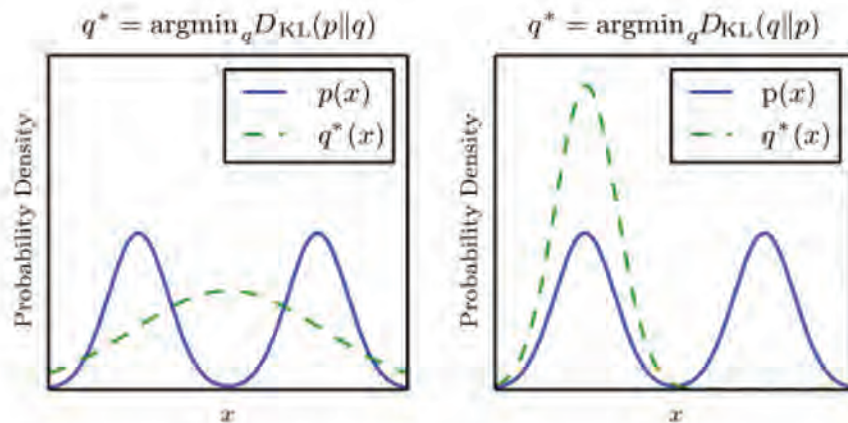 q* = argmin_q D_KL(p‖q)
p(x)
q*(x)
Probability Density
x
q* = argmin_q D_KL(q‖p)
p(x)
q*(x)
Probability Density
x